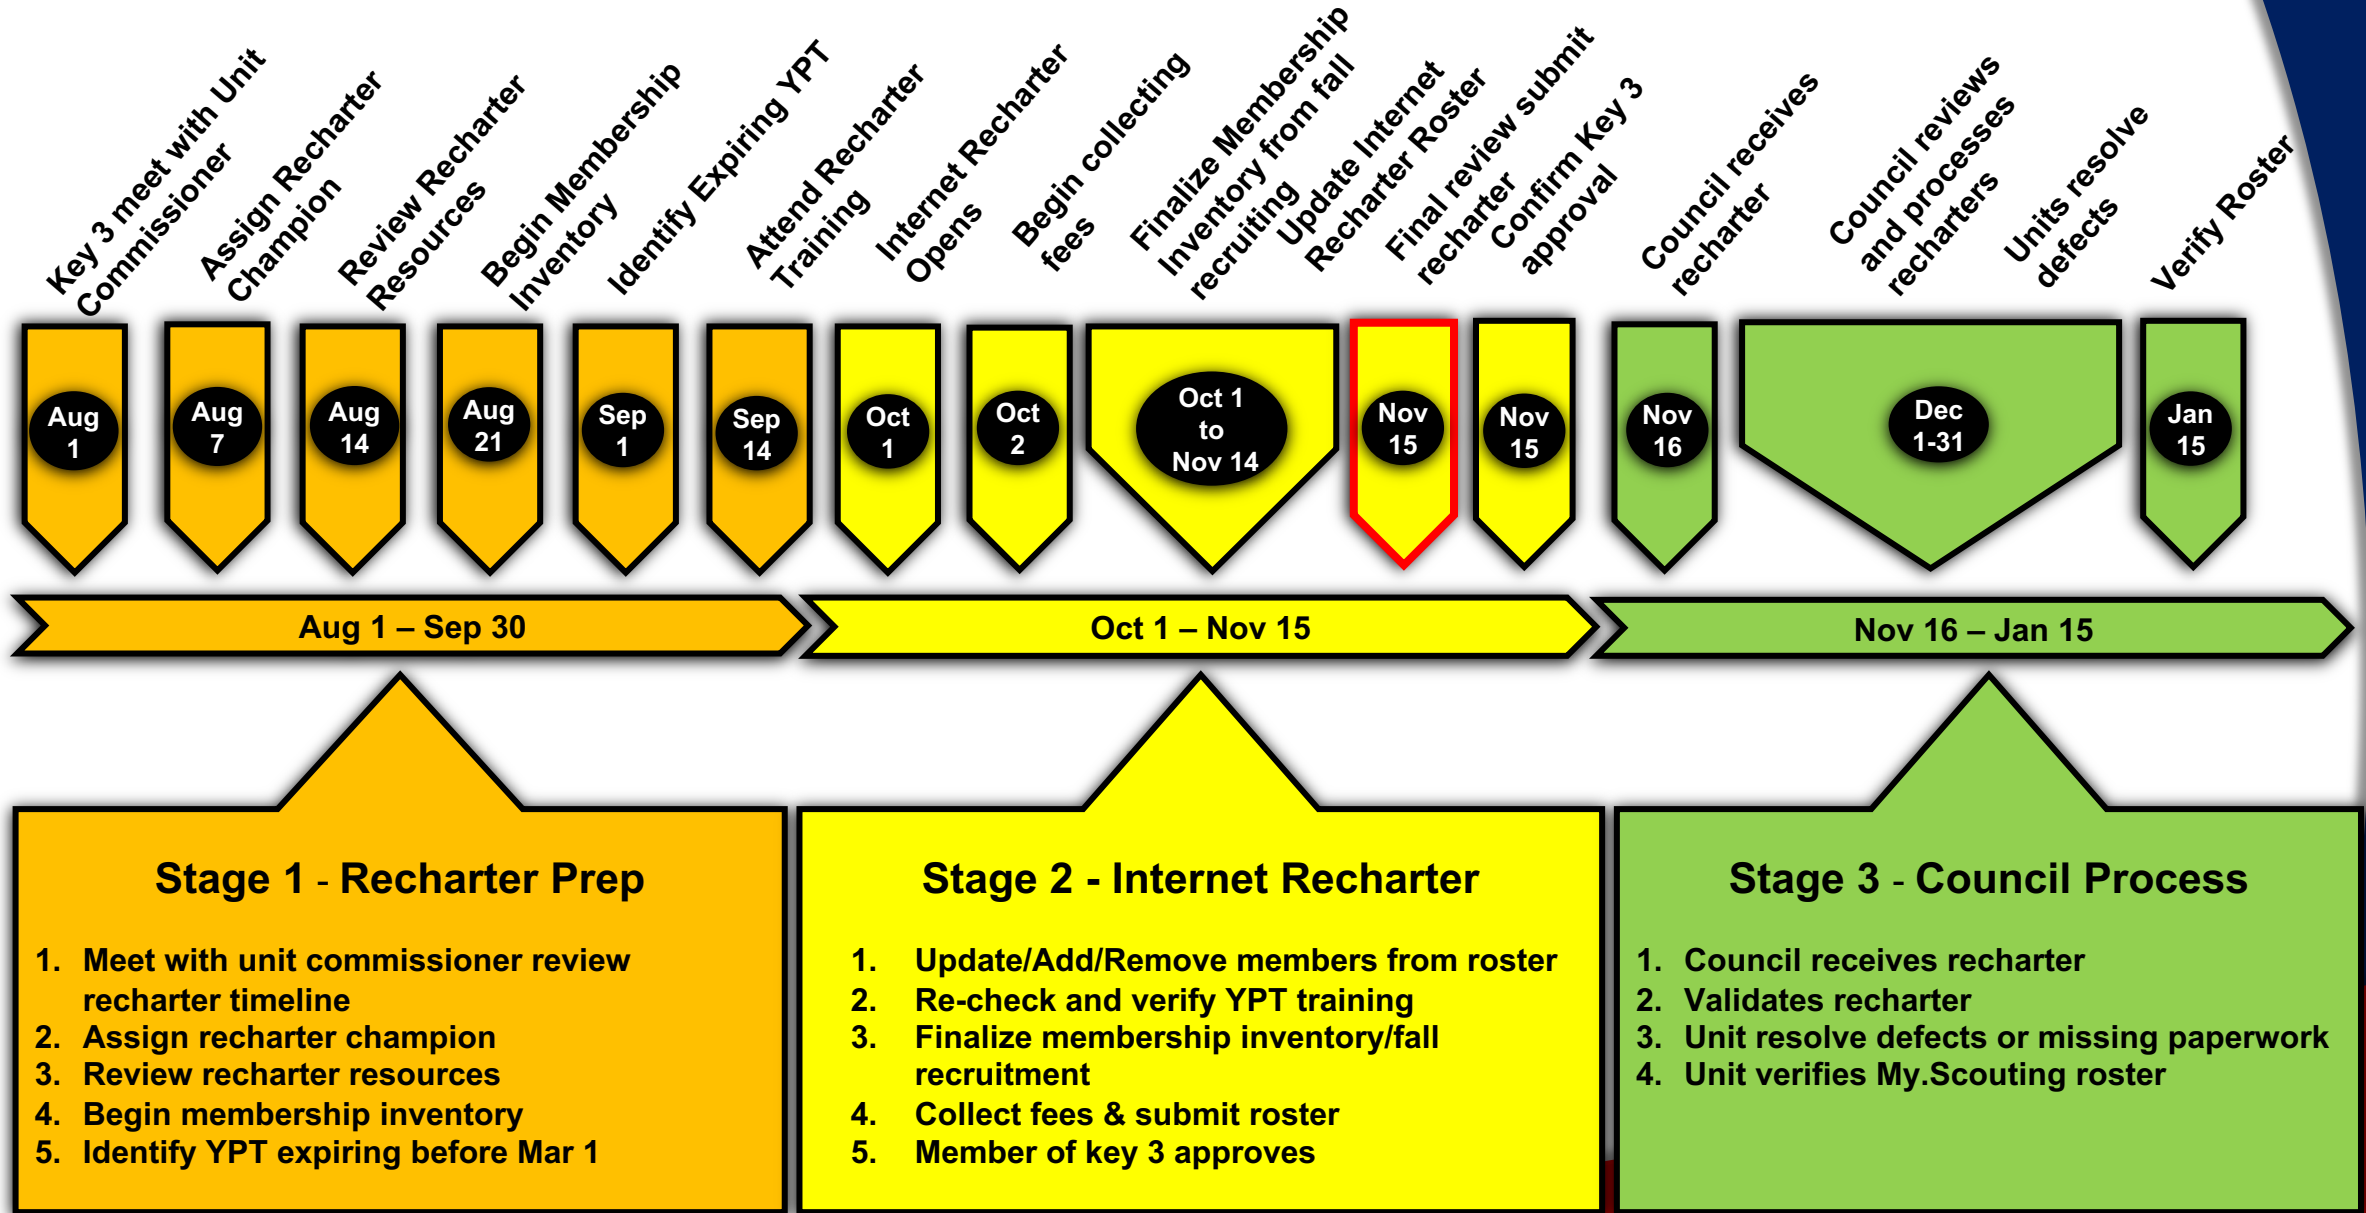 Key 3 meet with Unit
Commissioner
Assign Recharter
Champion
Review Recharter
Resources
Begin Membership
Inventory
Identify Expiring YPT
Attend Recharter
Training
Internet Recharter
Opens
Begin collecting
fees
Finalize Membership
Inventory from fall
recruiting
Update Internet
Recharter Roster
Final review submit
recharter
Confirm Key 3
approval
Council receives
recharter
Council reviews
and processes
recharters
Units resolve
defects
Verify Roster
Aug
1
Aug
7
Aug
14
Aug
21
Sep
1
Sep
14
Oct
1
Oct
2
Oct 1
to
Nov 14
Nov
15
Nov
15
Nov
16
Dec
1-31
Jan
15
Aug 1 – Sep 30
Oct 1 – Nov 15
Nov 16 – Jan 15
Stage 1 - Recharter Prep
1. Meet with unit commissioner review
recharter timeline
2. Assign recharter champion
3. Review recharter resources
4. Begin membership inventory
5. Identify YPT expiring before Mar 1
Stage 2 - Internet Recharter
1. Update/Add/Remove members from roster
2. Re-check and verify YPT training
3. Finalize membership inventory/fall
recruitment
4. Collect fees & submit roster
5. Member of key 3 approves
Stage 3 - Council Process
1. Council receives recharter
2. Validates recharter
3. Unit resolve defects or missing paperwork
4. Unit verifies My.Scouting roster